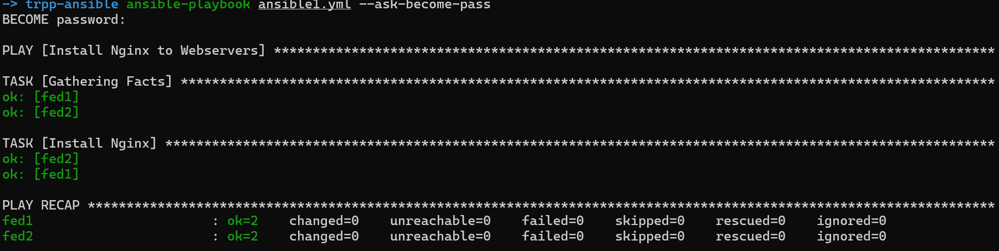 -> trpp-ansible ansible-playbook ansible1.yml --ask-become-pass
BECOME password:
PLAY [Install Nginx to Webservers] *********************************************************************************************
TASK [Gathering Facts] *********************************************************************************************************
ok: [fed1]
ok: [fed2]
TASK [Install Nginx] ***********************************************************************************************************
ok: [fed2]
ok: [fed1]
PLAY RECAP *********************************************************************************************************************
fed1                       : ok=2    changed=0    unreachable=0    failed=0    skipped=0    rescued=0    ignored=0
fed2                       : ok=2    changed=0    unreachable=0    failed=0    skipped=0    rescued=0    ignored=0